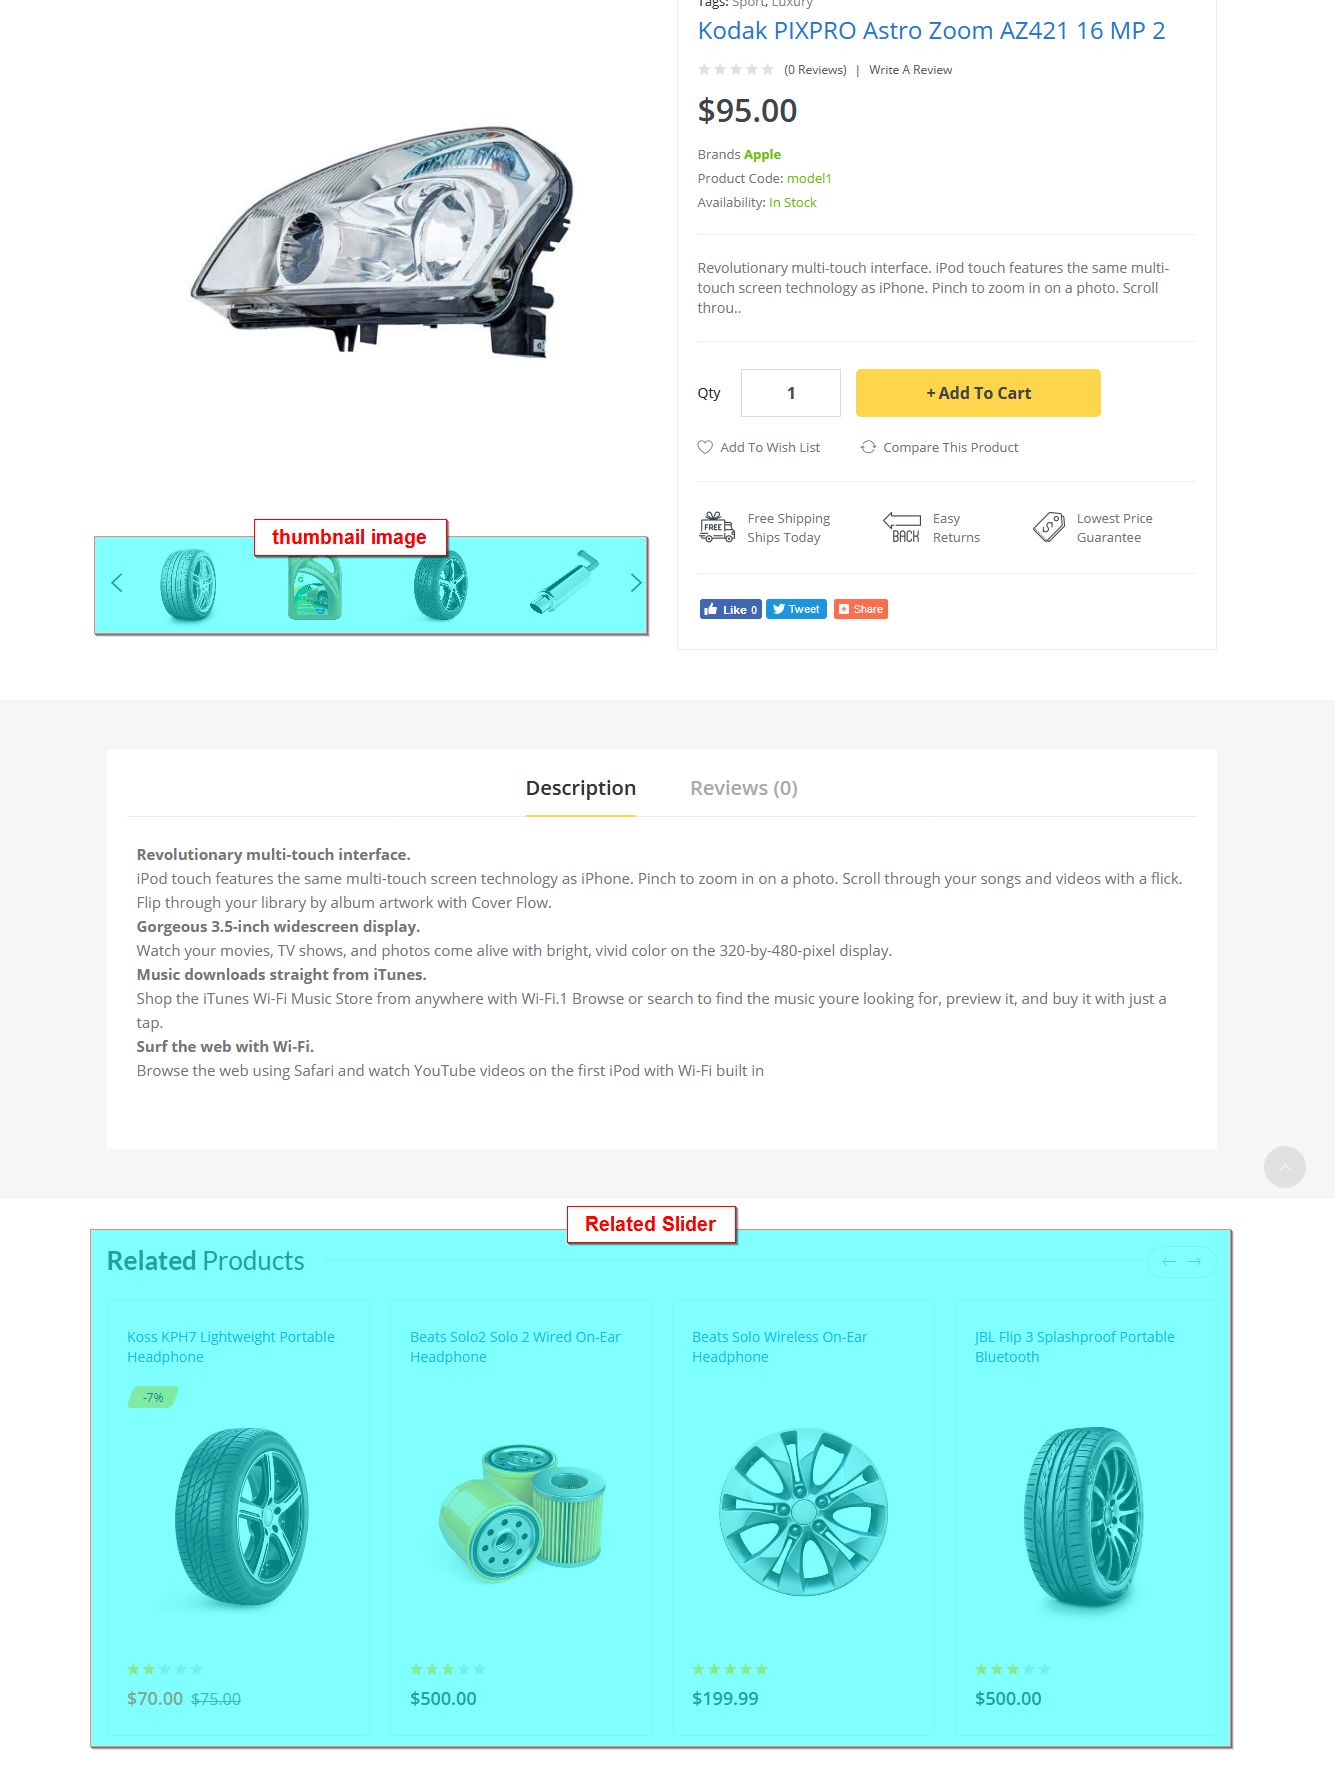 Tags: Sport, Luxury
Kodak PIXPRO Astro Zoom AZ421 16 MP 2
(0 Reviews) | Write A Review
$95.00
Brands Apple
Product Code: model1
Availability: In Stock
Revolutionary multi-touch interface. iPod touch features the same multi-
touch screen technology as iPhone. Pinch to zoom in on a photo. Scroll
throu..
Qty 1 + Add To Cart
Add To Wish List Compare This Product
FREE Free Shipping
Ships Today
BACK Easy
Returns
$ Lowest Price
Guarantee
Like 0 Tweet Share
thumbnail image
Description Reviews (0)
Revolutionary multi-touch interface.
iPod touch features the same multi-touch screen technology as iPhone. Pinch to zoom in on a photo. Scroll through your songs and videos with a flick.
Flip through your library by album artwork with Cover Flow.
Gorgeous 3.5-inch widescreen display.
Watch your movies, TV shows, and photos come alive with bright, vivid color on the 320-by-480-pixel display.
Music downloads straight from iTunes.
Shop the iTunes Wi-Fi Music Store from anywhere with Wi-Fi.1 Browse or search to find the music youre looking for, preview it, and buy it with just a
tap.
Surf the web with Wi-Fi.
Browse the web using Safari and watch YouTube videos on the first iPod with Wi-Fi built in
Related Slider
Related Products
Koss KPH7 Lightweight Portable
Headphone
-7%
$70.00 $75.00
Beats Solo2 Solo 2 Wired On-Ear
Headphone
$500.00
Beats Solo Wireless On-Ear
Headphone
$199.99
JBL Flip 3 Splashproof Portable
Bluetooth
$500.00